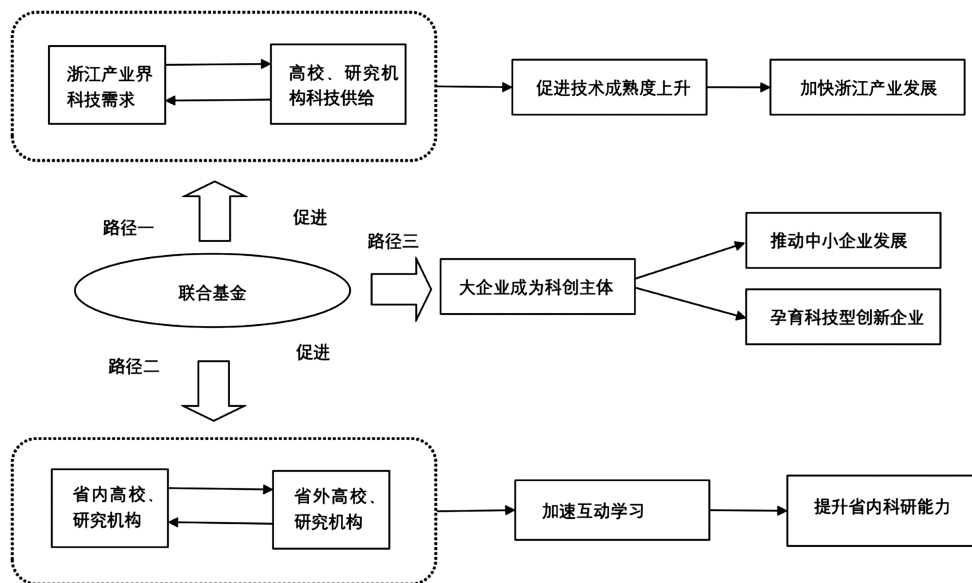 浙江产业界
科技需求
高校、研究机
构科技供给
促进技术成熟度上升
加快浙江产业发展
路径一
促进
路径三
联合基金
大企业成为科创主体
推动中小企业发展
孕育科技型创新企业
路径二
促进
省内高校、
研究机构
省外高校、
研究机构
加速互动学习
提升省内科研能力